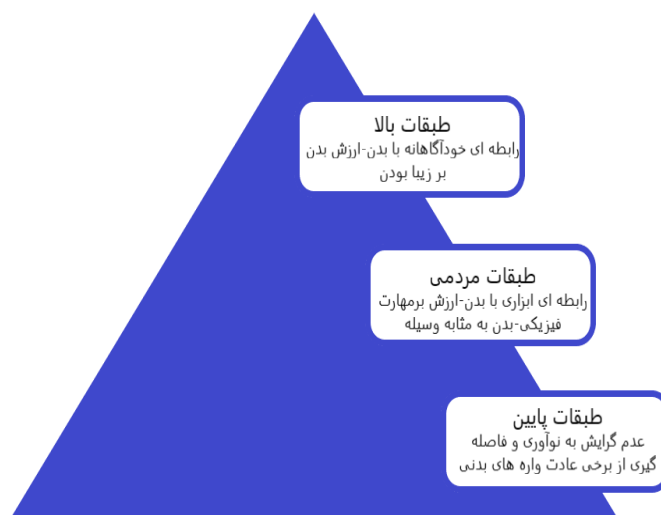 طبقات بالا
رابطه ای خودآگاهانه با بدن-ارزش بدن
بر زیبا بودن
طبقات مردمی
رابطه ای ابزاری با بدن-ارزش برمهارت
فیزیکی-بدن به مثابه وسیله
طبقات پایین
عدم گرایش به نوآوری و فاصله
گیری از برخی عادت واره های بدنی